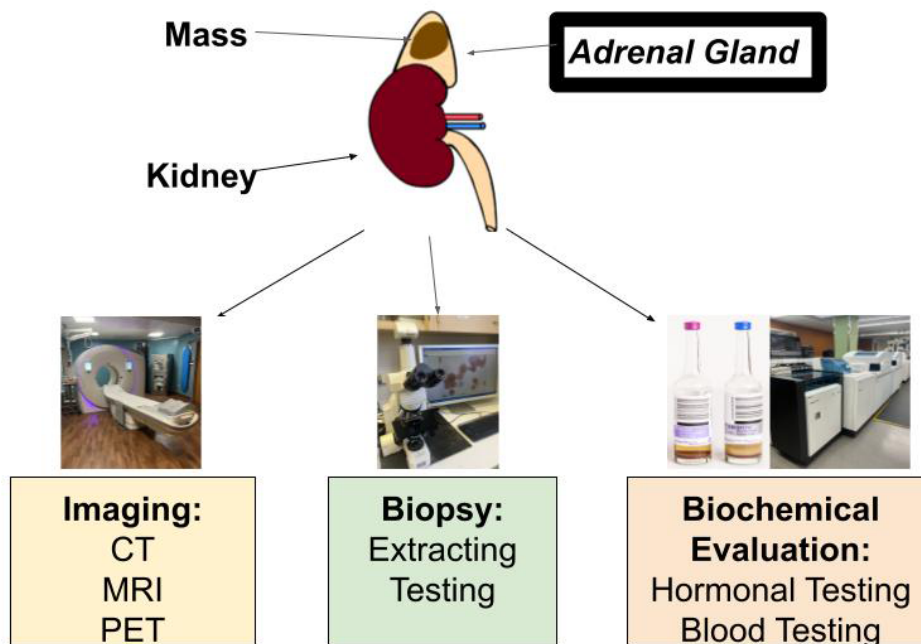 Mass
Adrenal Gland
Kidney
Imaging:
CT
MRI
PET
Biopsy:
Extracting
Testing
Biochemical
Evaluation:
Hormonal Testing
Blood Testing